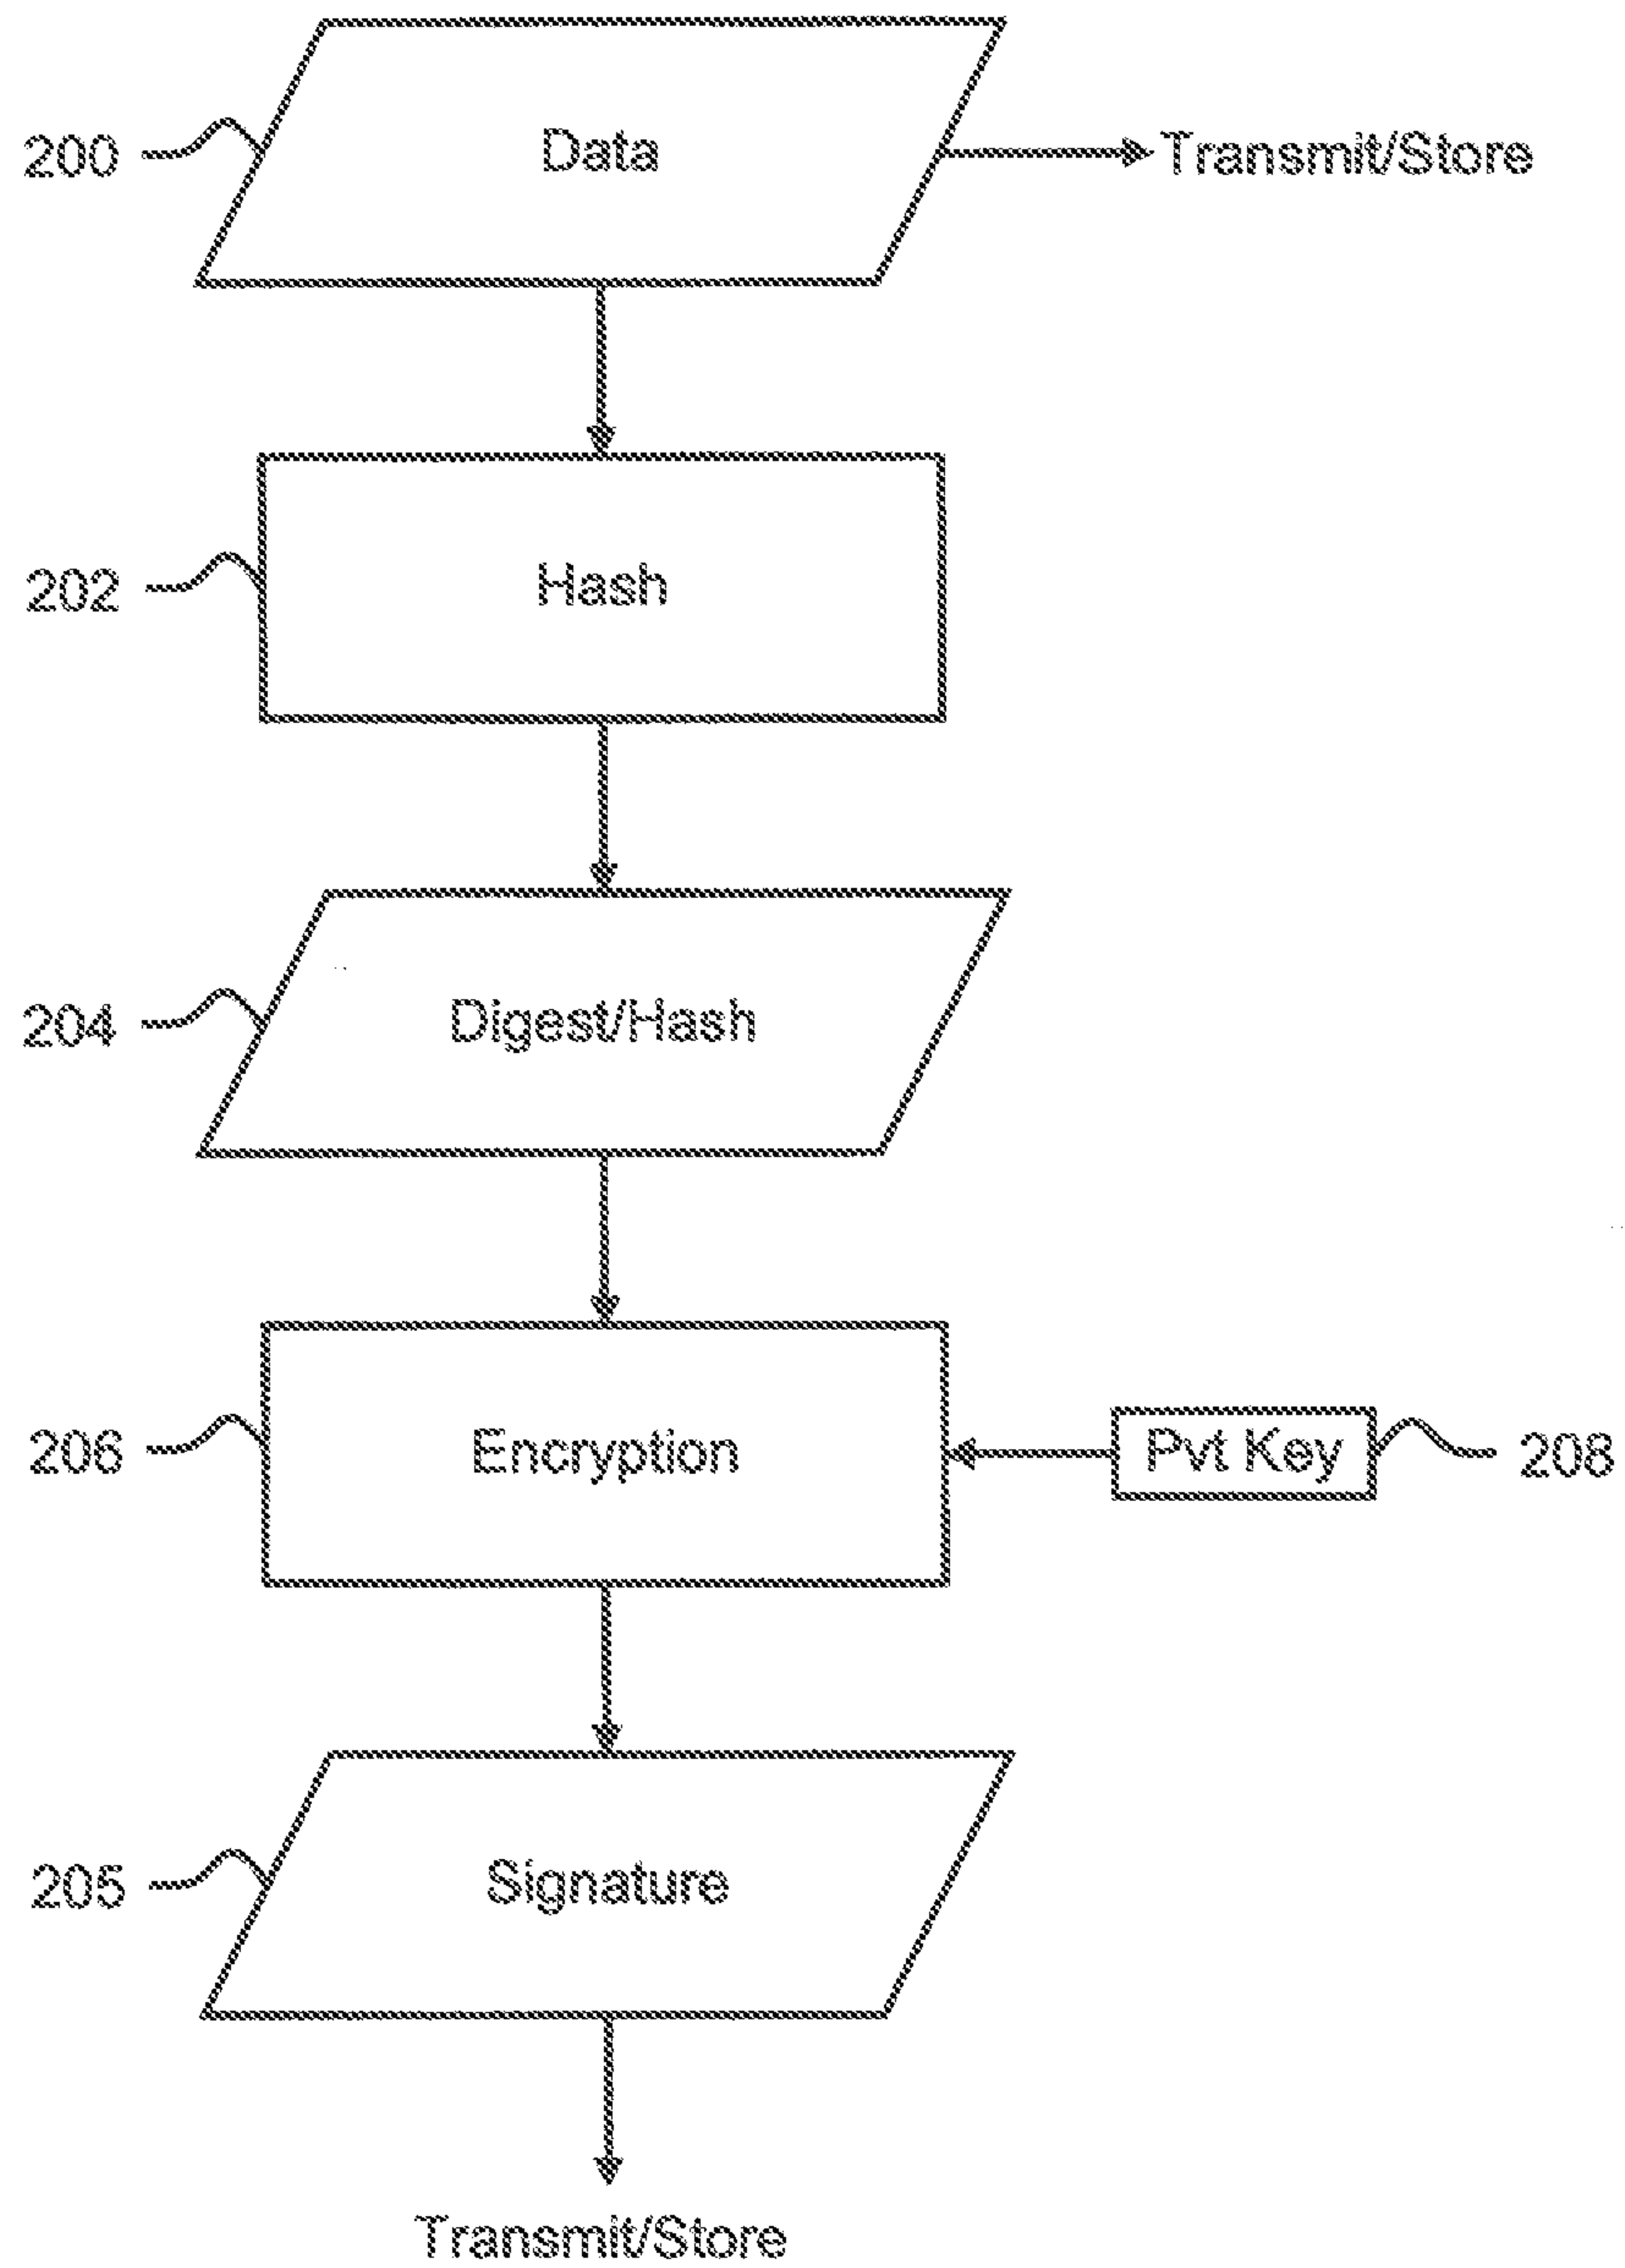 200 Data Transmit/Store
202 Hash
204 Digest/Hash
206 Encryption Pvt Key 208
205 Signature
Transmit/Store